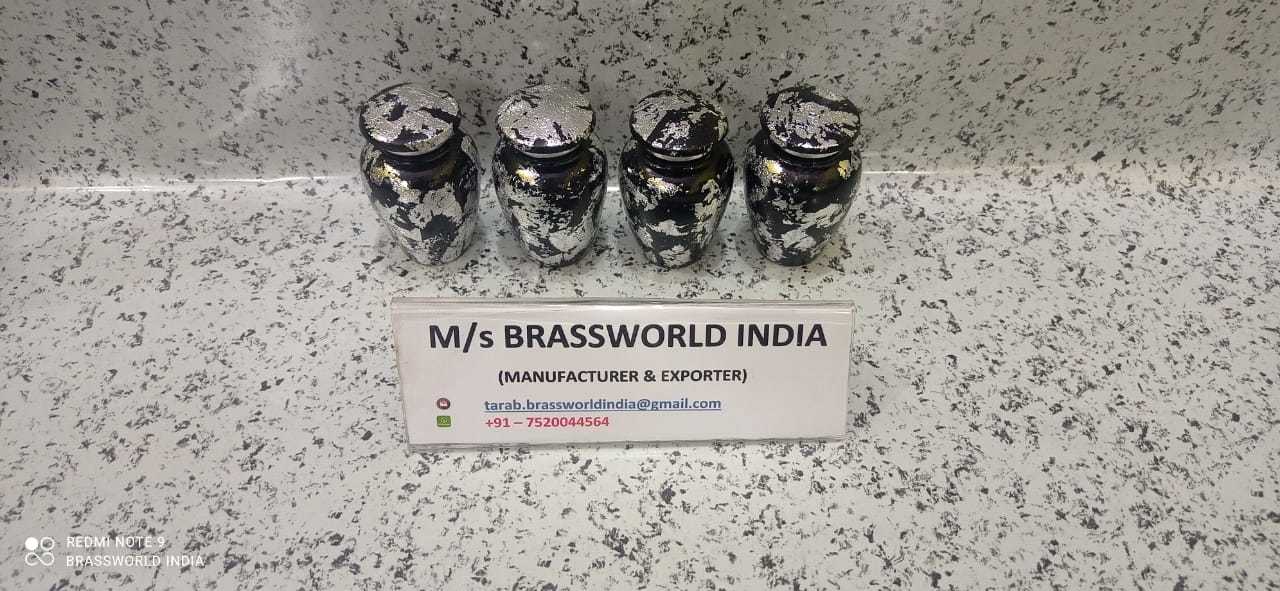 M/s BRASSWORLD INDIA
(MANUFACTURER & EXPORTER)
tarab.brassworldindia@gmail.com
+91 – 7520044564
REDMI NOTE 9
BRASSWORLD INDIA